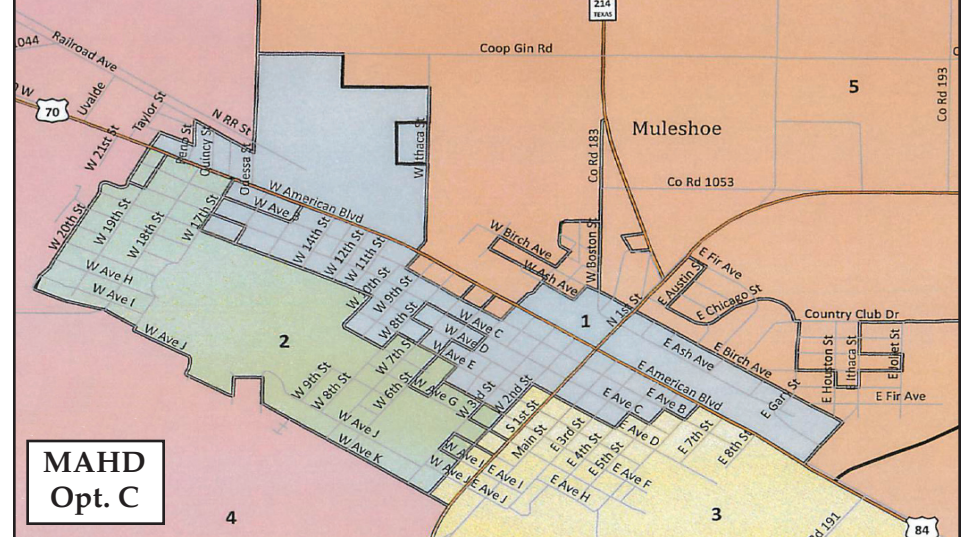 214
TEXAS
1044
Railroad Ave
Coop Gin Rd
5
Co Rd 193
70
Uvalde
Taylor St
N RR St
W 21st St
Quincy St
Odessa St
W Ithaca St
Co Rd 183
Muleshoe
Co Rd 1053
W 20th St
W 19th St
W 18th St
W 17th St
W American Blvd
W Ave B
W 14th St
W 12th St
W 11th St
W 10th St
W 9th St
W 8th St
W Birch Ave
W Ash Ave
W Boston St
N 1st St
E Austin St
E Fir Ave
E Chicago St
Country Club Dr
W Ave H
W Ave I
W Ave J
2
1
W Ave C
W Ave D
W Ave E
W 7th St
W 6th St
W Ave G
W 3rd St
W 2nd St
E Ash Ave
E Birch Ave
E American Blvd
E Gary St
E Houston St
E Ithaca St
E Joliet St
E Fir Ave
W 9th St
W 8th St
W Ave J
W Ave K
W Ave I
W Ave J
S 1st St
Main St
E Ave C
E Ave B
E Ave D
E 3rd St
E 4th St
E 5th St
E 7th St
E 8th St
E Ave F
E Ave H
E Ave I
E Ave J
MAHD
Opt. C
4
3
Rd 191
84